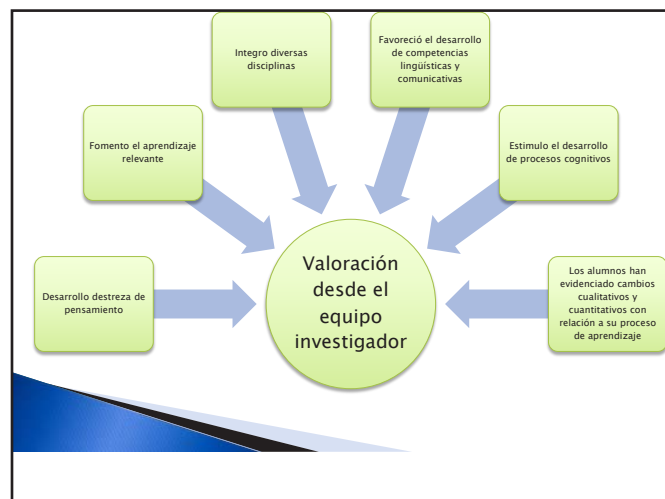 Integro diversas
disciplinas
Favoreció el desarrollo
de competencias
lingüísticas y
comunicativas
Fomento el aprendizaje
relevante
Estimulo el desarrollo
de procesos cognitivos
Desarrollo destreza de
pensamiento
Valoración
desde el
equipo
investigador
Los alumnos han
evidenciado cambios
cualitativos y
cuantitativos con
relación a su proceso
de aprendizaje